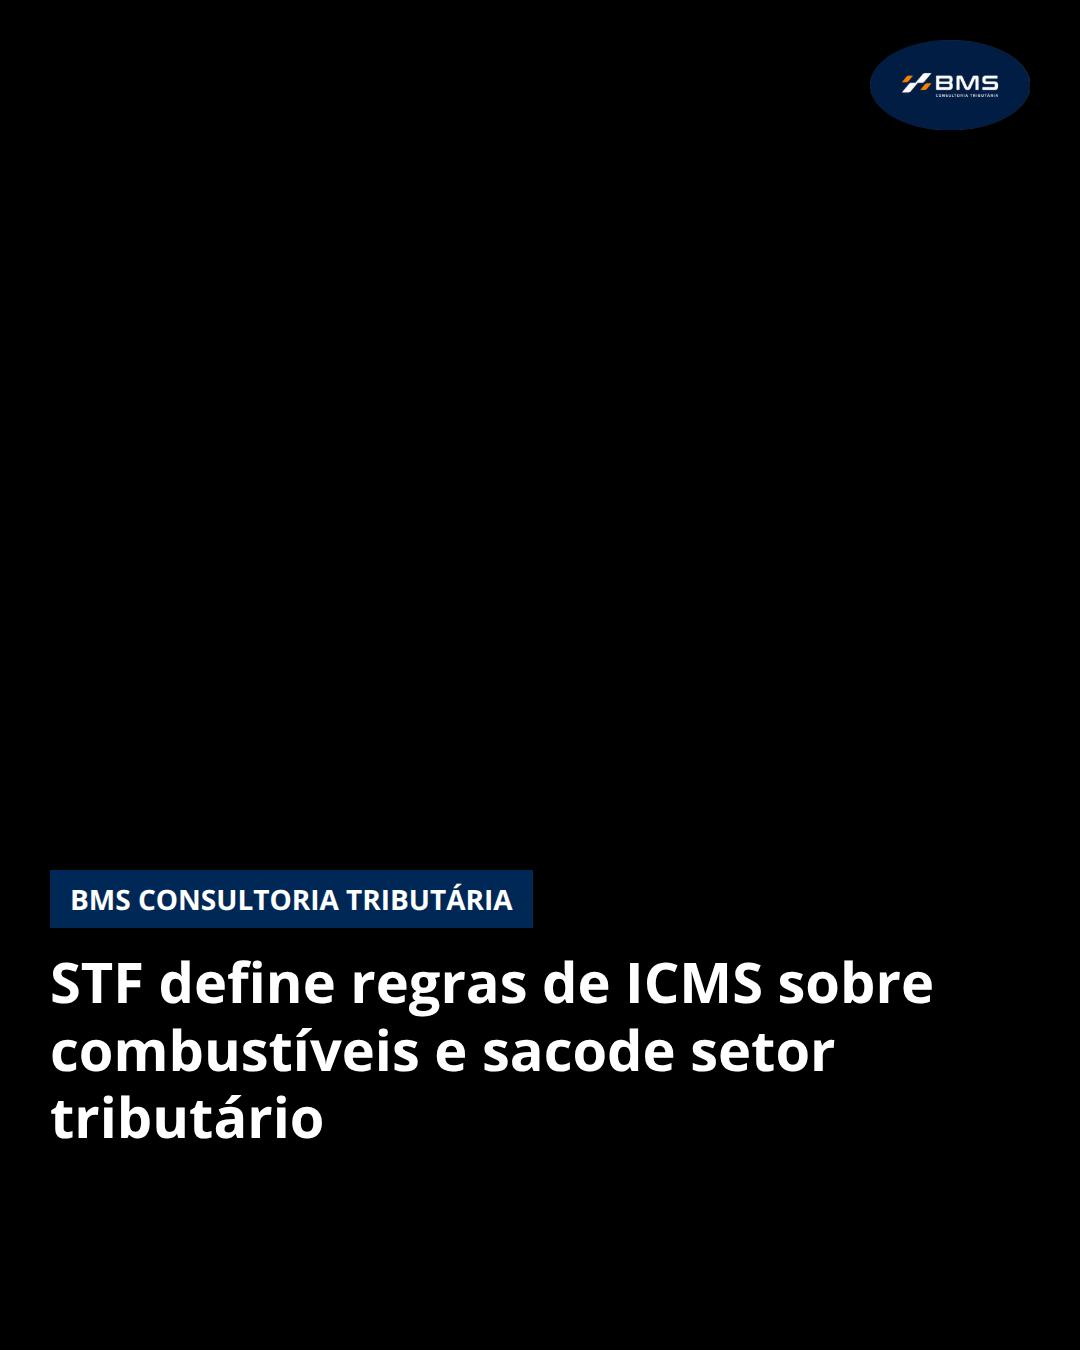 BMS
CONSULTORIA TRIBUTÁRIA
BMS CONSULTORIA TRIBUTÁRIA
STF define regras de ICMS sobre
combustíveis e sacode setor
tributário